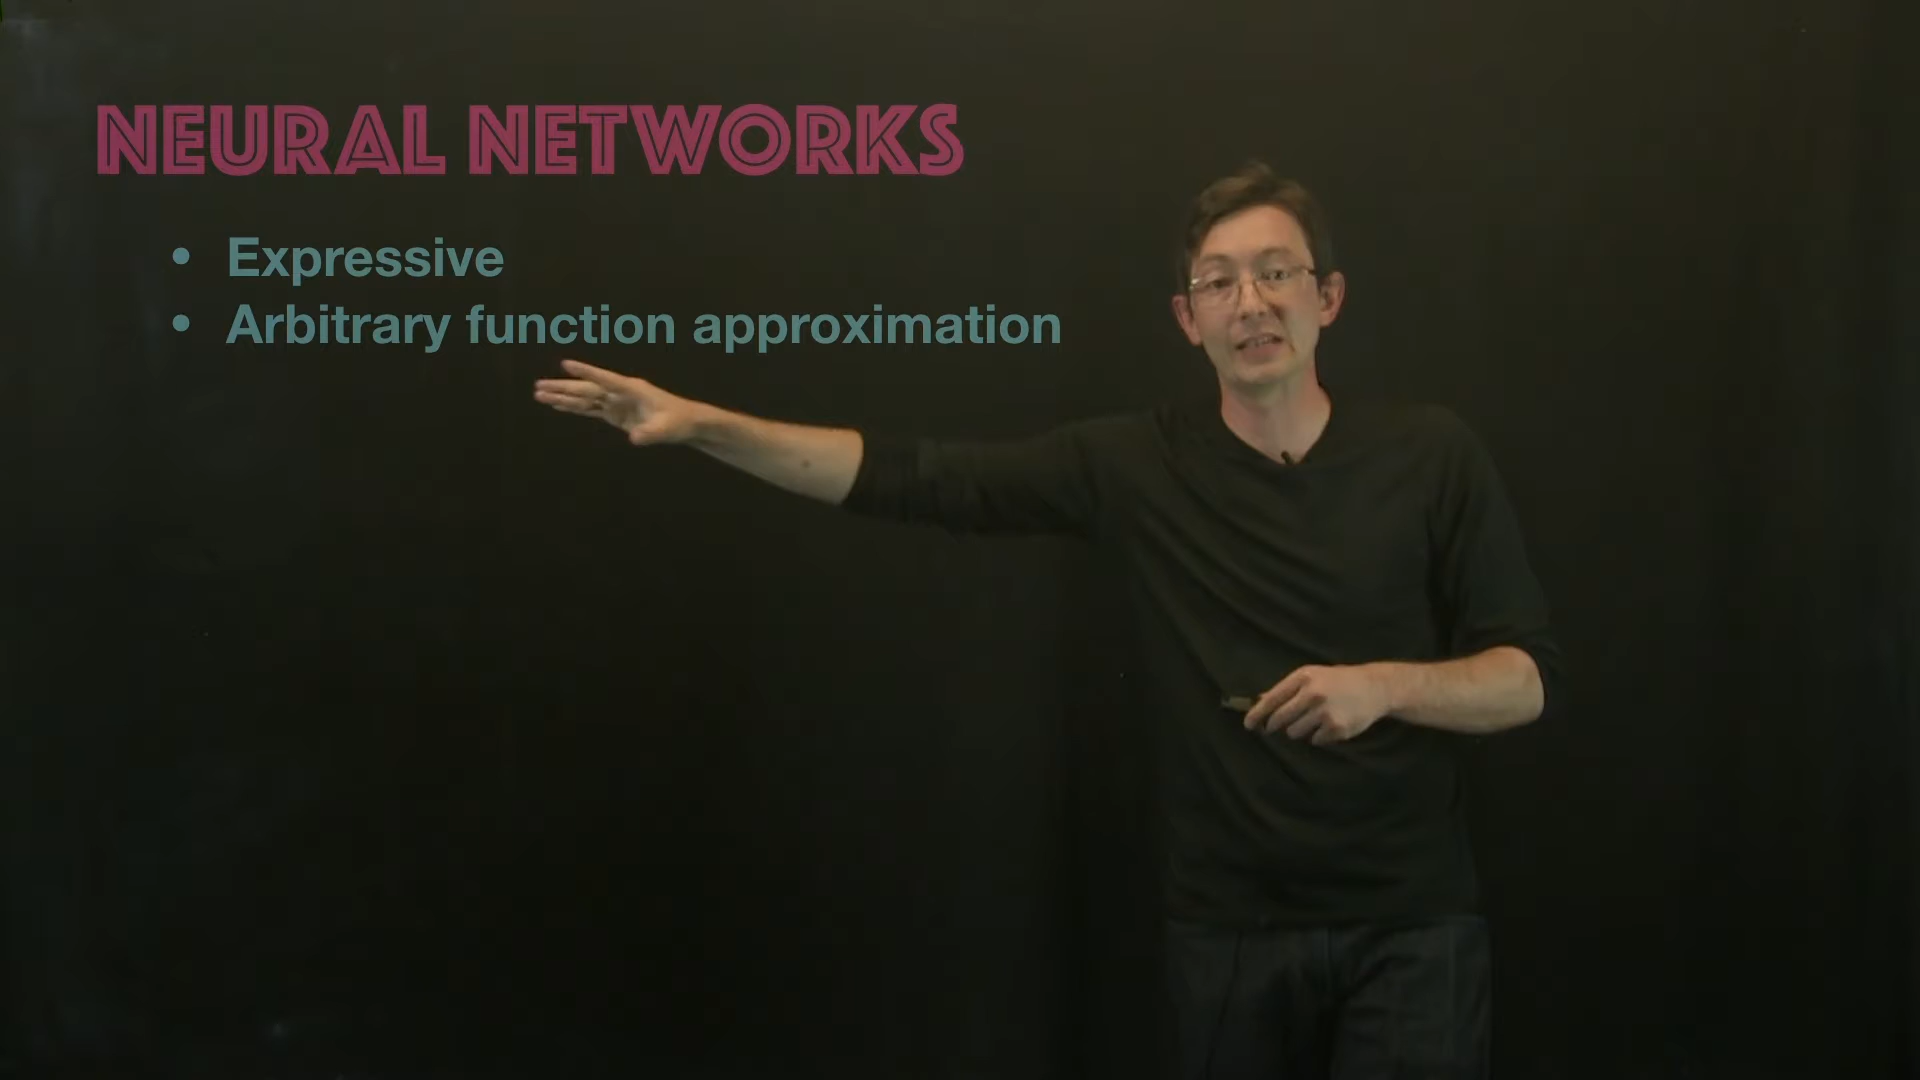 NEURAL NETWORKS
• Expressive
• Arbitrary function approximation